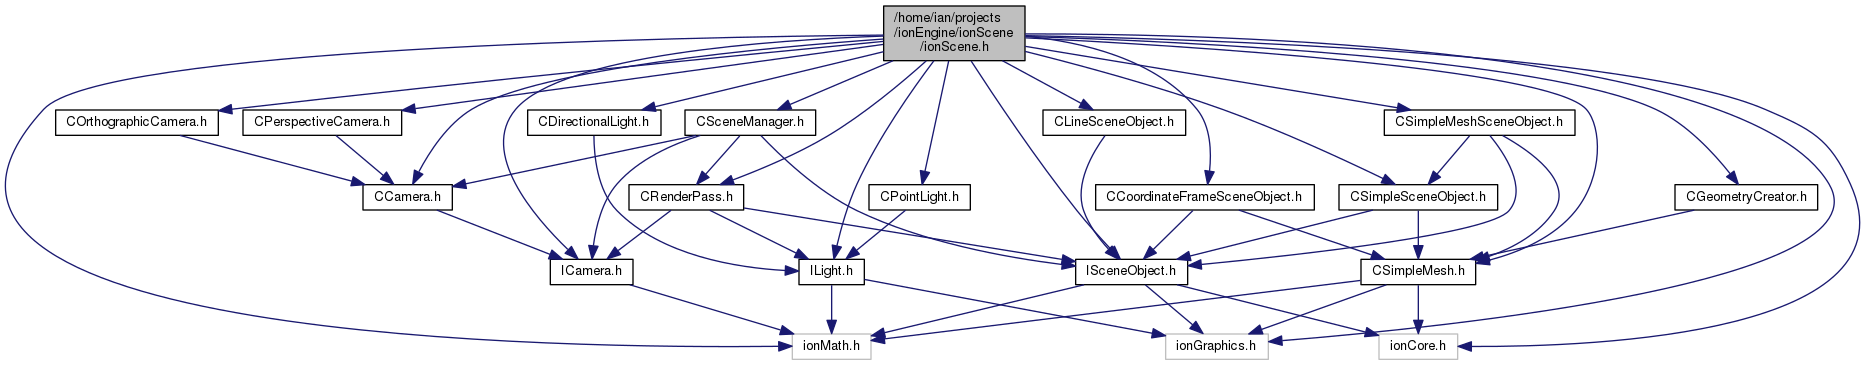 /home/ian/projects
/ionEngine/ionScene
/ionScene.h
COrthographicCamera.h
CPerspectiveCamera.h
CDirectionalLight.h
CSceneManager.h
CLineSceneObject.h
CSimpleMeshSceneObject.h
CCamera.h
CRenderPass.h
CPointLight.h
CCoordinateFrameSceneObject.h
CSimpleSceneObject.h
CGeometryCreator.h
ICamera.h
ILight.h
ISceneObject.h
CSimpleMesh.h
ionMath.h
ionGraphics.h
ionCore.h